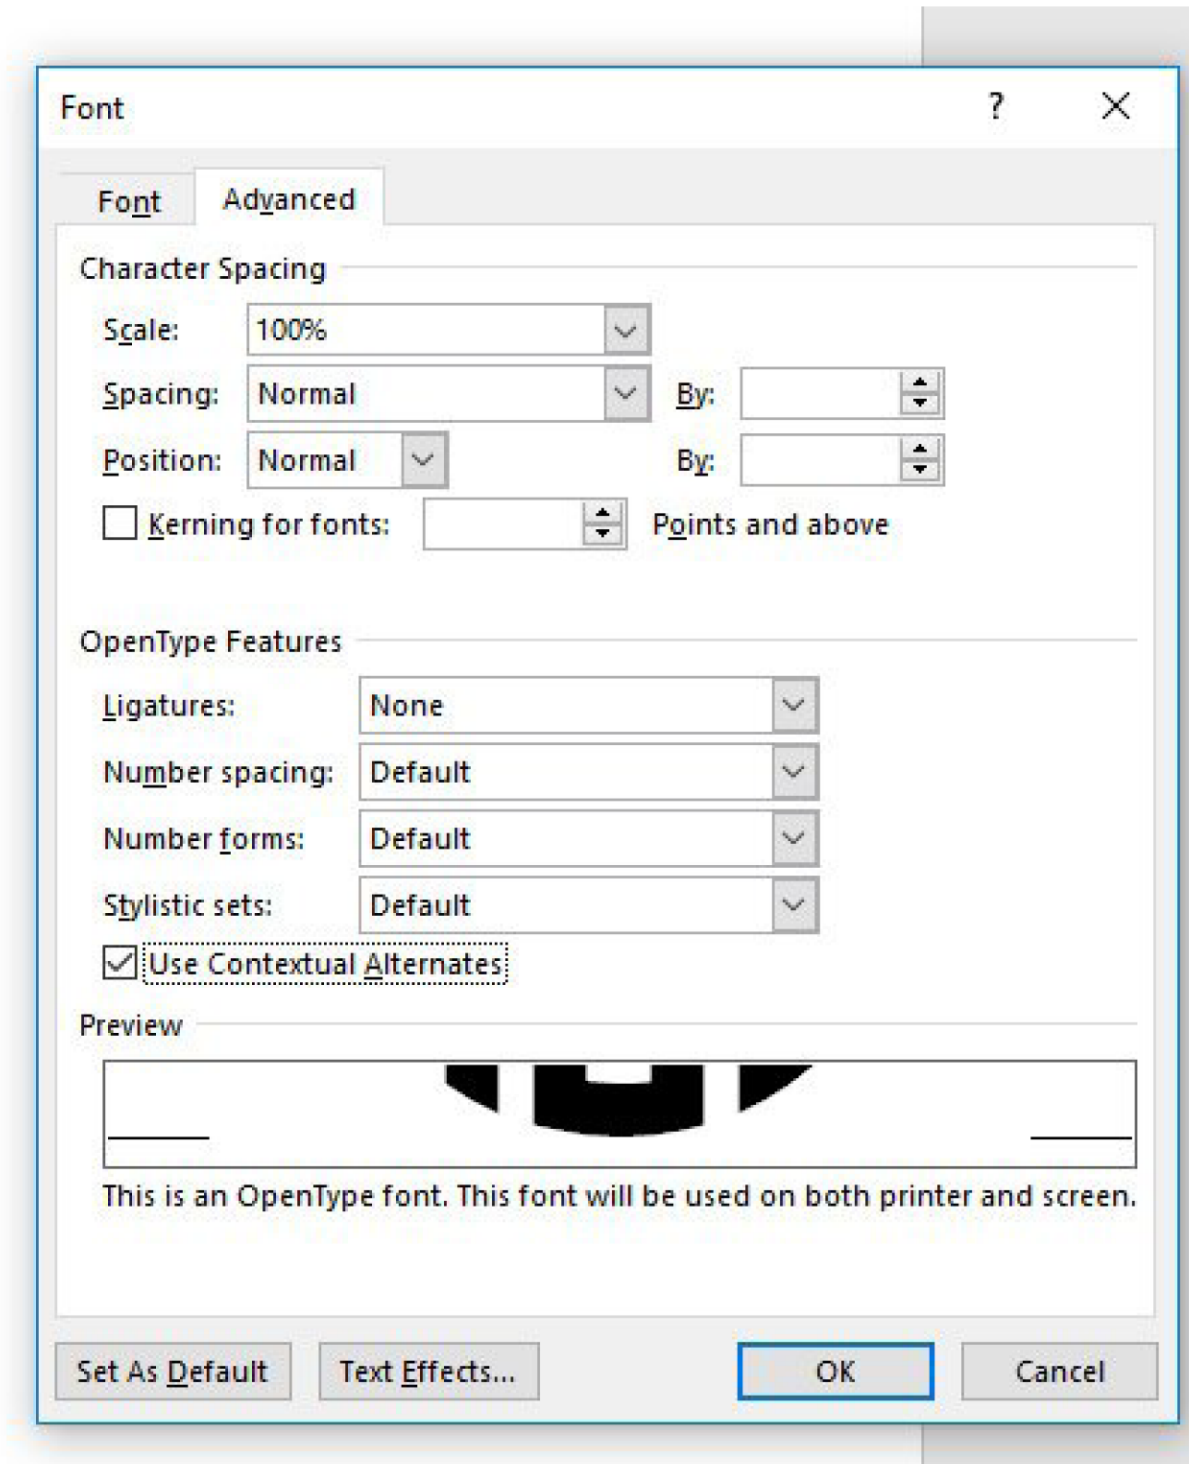 Font ?
Font Advanced
Character Spacing
Scale: 100%
Spacing: Normal By:
Position: Normal By:
Kerning for fonts: Points and above
OpenType Features
Ligatures: None
Number spacing: Default
Number forms: Default
Stylistic sets: Default
Use Contextual Alternates
Preview
This is an OpenType font. This font will be used on both printer and screen.
Set As Default Text Effects... OK Cancel